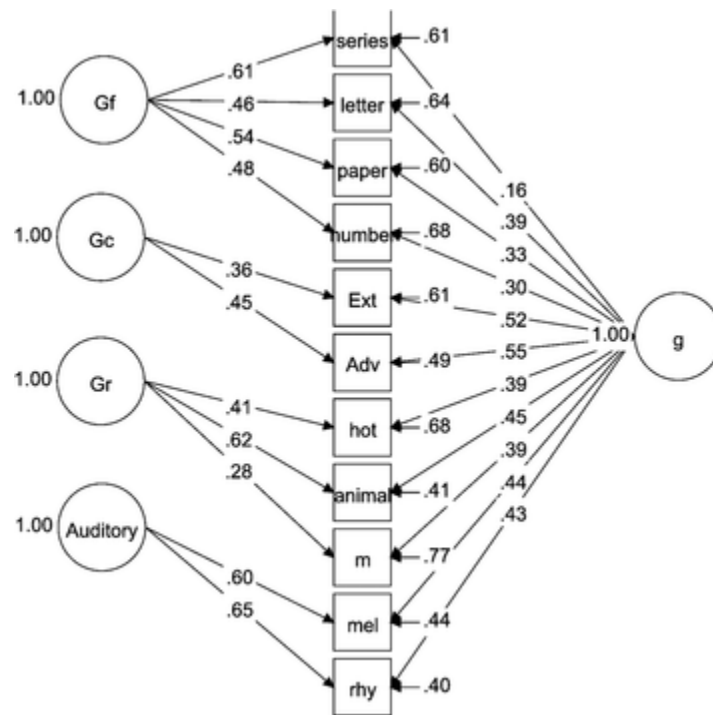 series
.61
.61
1.00
Gf
.46
letter
.64
.54
paper
.60
.48
number
.68
.16
.39
.33
1.00
Gc
.36
Ext
.61
.30
.52
1.00
g
.45
Adv
.49
.55
1.00
Gr
.41
hot
.68
.39
.62
animal
.41
.45
.28
m
.77
.39
1.00
Auditory
.60
mel
.44
.44
.65
rhy
.40
.43